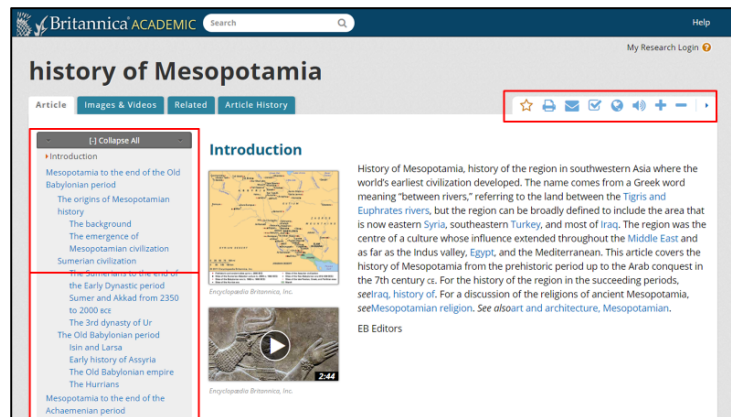 Britannica ACADEMIC
Search
Help
My Research Login
history of Mesopotamia
Article
Images & Videos
Related
Article History
[-] Collapse All
Introduction
Mesopotamia to the end of the Old
Babylonian period
The origins of Mesopotamian
history
The background
The emergence of
Mesopotamian civilization
Sumerian civilization
The Sumerians to the end of
the Early Dynastic period
Sumer and Akkad from 2350
to 2000 BCE
The 3rd dynasty of Ur
The Old Babylonian period
Isin and Larsa
Early history of Assyria
The Old Babylonian empire
The Hurrians
Mesopotamia to the end of the
Achaemenian period
Introduction
Encyclopædia Britannica, Inc.
2:44
Encyclopædia Britannica, Inc.
History of Mesopotamia, history of the region in southwestern Asia where the
world's earliest civilization developed. The name comes from a Greek word
meaning "between rivers," referring to the land between the Tigris and
Euphrates rivers, but the region can be broadly defined to include the area that
is now eastern Syria, southeastern Turkey, and most of Iraq. The region was the
centre of a culture whose influence extended throughout the Middle East and
as far as the Indus valley, Egypt, and the Mediterranean. This article covers the
history of Mesopotamia from the prehistoric period up to the Arab conquest in
the 7th century CE. For the history of the region in the succeeding periods,
seeIraq, history of. For a discussion of the religions of ancient Mesopotamia,
seeMesopotamian religion. See alsoart and architecture, Mesopotamian.
EB Editors